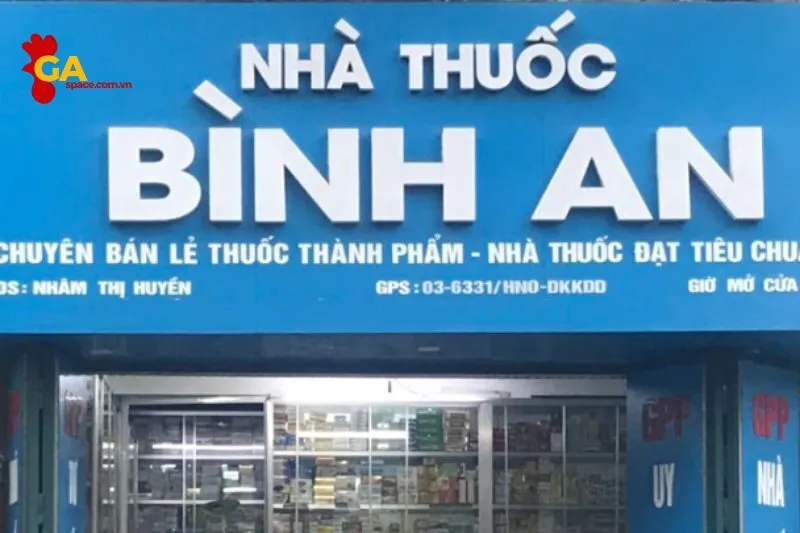 GA
space.com.vn
NHÀ THUỐC
BÌNH AN
CHUYÊN BÁN LẺ THUỐC THÀNH PHẨM - NHÀ THUỐC ĐẠT TIÊU CHUẨ
DS: NHÂM THỊ HUYỀN GPS: 03-6331/HNO-DKKDD GIỜ MỞ CỬA
GPP
UY
GPP
NHÀ